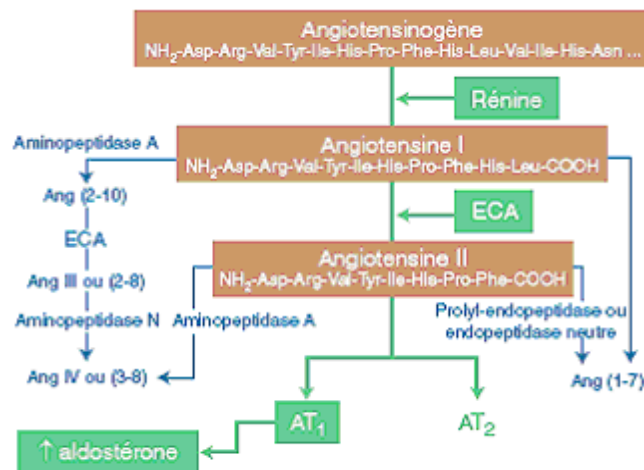 Angiotensinogène
NH2-Asp-Arg-Val-Tyr-Ile-His-Pro-Phe-His-Leu-Val-Ile-His-Asn ...
Rénine
Aminopeptidase A
Angiotensine I
NH2-Asp-Arg-Val-Tyr-Ile-His-Pro-Phe-His-Leu-COOH
Ang (2-10)
ECA
ECA
Angiotensine II
NH2-Asp-Arg-Val-Tyr-Ile-His-Pro-Phe-COOH
Ang III ou (2-8)
Aminopeptidase N
Aminopeptidase A
Prolyl-endopeptidase ou
endopeptidase neutre
Ang IV ou (3-8)
Ang (1-7)
AT1
AT2
↑ aldostérone